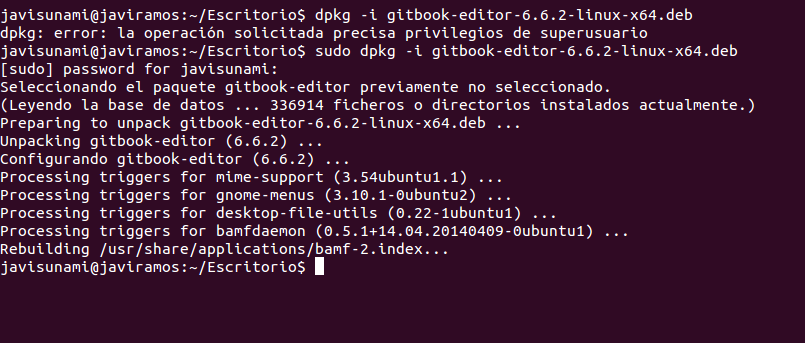 javisunami@javiramos:~/Escritorio$ dpkg -i gitbook-editor-6.6.2-linux-x64.deb
dpkg: error: la operación solicitada precisa privilegios de superusuario
javisunami@javiramos:~/Escritorio$ sudo dpkg -i gitbook-editor-6.6.2-linux-x64.deb
[sudo] password for javisunami:
Seleccionando el paquete gitbook-editor previamente no seleccionado.
(Leyendo la base de datos ... 336914 ficheros o directorios instalados actualmente.)
Preparing to unpack gitbook-editor-6.6.2-linux-x64.deb ...
Unpacking gitbook-editor (6.6.2) ...
Configurando gitbook-editor (6.6.2) ...
Processing triggers for mime-support (3.54ubuntu1.1) ...
Processing triggers for gnome-menus (3.10.1-0ubuntu2) ...
Processing triggers for desktop-file-utils (0.22-1ubuntu1) ...
Processing triggers for bamfdaemon (0.5.1+14.04.20140409-0ubuntu1) ...
Rebuilding /usr/share/applications/bamf-2.index...
javisunami@javiramos:~/Escritorio$